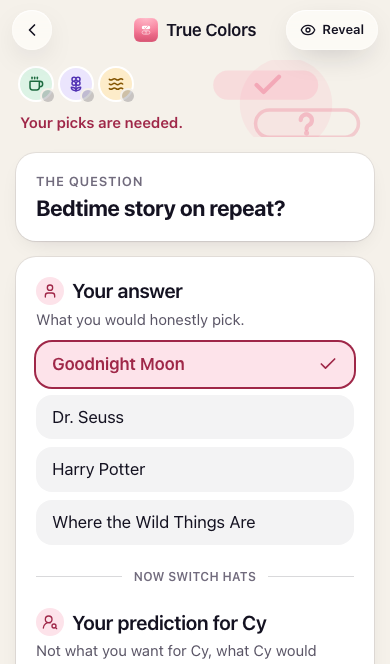 True Colors
Reveal
Your picks are needed.
?
THE QUESTION
Bedtime story on repeat?
Your answer
What you would honestly pick.
Goodnight Moon
Dr. Seuss
Harry Potter
Where the Wild Things Are
NOW SWITCH HATS
Your prediction for Cy
Not what you want for Cy, what Cy would